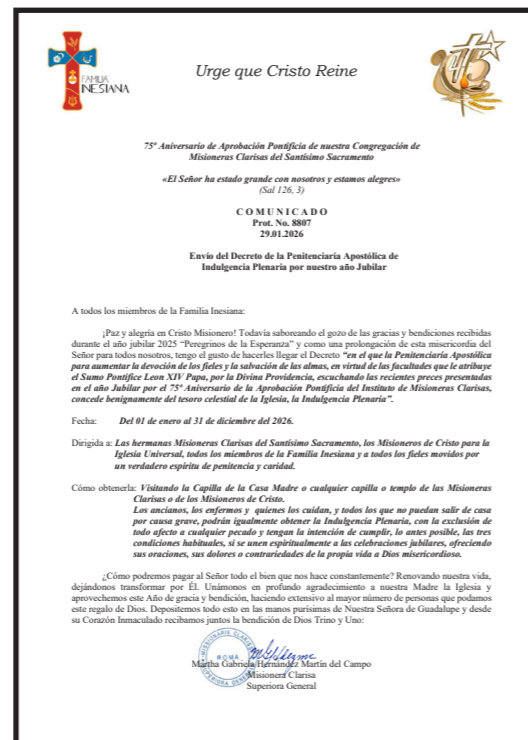 FAMILIA
INESIANA
Urge que Cristo Reine
75
75º Aniversario de Aprobación Pontificia de nuestra Congregación de
Misioneras Clarisas del Santísimo Sacramento
«El Señor ha estado grande con nosotros y estamos alegres»
(Sal 126, 3)
C O M U N I C A D O
Prot. No. 8807
29.01.2026
Envío del Decreto de la Penitenciaría Apostólica de
Indulgencia Plenaria por nuestro año Jubilar
A todos los miembros de la Familia Inesiana:
¡Paz y alegría en Cristo Misionero! Todavía saboreando el gozo de las gracias y bendiciones recibidas
durante el año jubilar 2025 “Peregrinos de la Esperanza” y como una prolongación de esta misericordia del
Señor para todos nosotros, tengo el gusto de hacerles llegar el Decreto “en el que la Penitenciaría Apostólica
para aumentar la devoción de los fieles y la salvación de las almas, en virtud de las facultades que le atribuye
el Sumo Pontífice Leon XIV Papa, por la Divina Providencia, escuchando las recientes preces presentadas
en el año Jubilar por el 75º Aniversario de la Aprobación Pontificia del Instituto de Misioneras Clarisas,
concede benignamente del tesoro celestial de la Iglesia, la Indulgencia Plenaria”.
Fecha: Del 01 de enero al 31 de diciembre del 2026.
Dirigida a: Las hermanas Misioneras Clarisas del Santísimo Sacramento, los Misioneros de Cristo para la
Iglesia Universal, todos los miembros de la Familia Inesiana y a todos los fieles movidos por
un verdadero espíritu de penitencia y caridad.
Cómo obtenerla: Visitando la Capilla de la Casa Madre o cualquier capilla o templo de las Misioneras
Clarisas o de los Misioneros de Cristo.
Los ancianos, los enfermos y quienes los cuidan, y todos los que no puedan salir de casa
por causa grave, podrán igualmente obtener la Indulgencia Plenaria, con la exclusión de
todo afecto a cualquier pecado y tengan la intención de cumplir, lo antes posible, las tres
condiciones habituales, si se unen espiritualmente a las celebraciones jubilares, ofreciendo
sus oraciones, sus dolores o contrariedades de la propia vida a Dios misericordioso.
¿Cómo podremos pagar al Señor todo el bien que nos hace constantemente? Renovando nuestra vida,
dejándonos transformar por Él. Unámonos en profundo agradecimiento a nuestra Madre la Iglesia y
aprovechemos este Año de gracia y bendición, haciendo extensivo al mayor número de personas que podamos
este regalo de Dios. Depositemos todo esto en las manos purísimas de Nuestra Señora de Guadalupe y desde
su Corazón Inmaculado recibamos juntos la bendición de Dios Trino y Uno:
ROMA
Martha Gabriela Hernández Martín del Campo
Misionera Clarisa
Superiora General